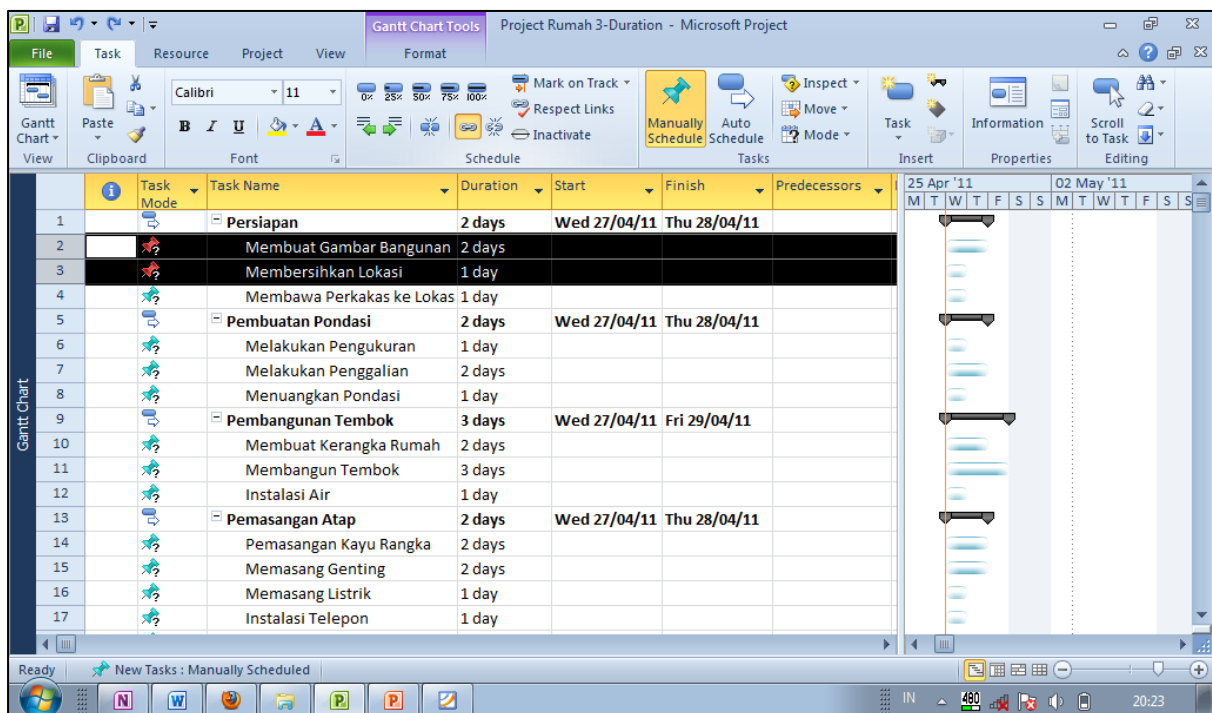 Gantt Chart Tools Project Rumah 3-Duration - Microsoft Project
File Task Resource Project View Format
Gantt Chart
View
Paste
Clipboard
Calibri 11
B I U A
Font
0% 25% 50% 75% 100%
Mark on Track
Respect Links
Inactivate
Schedule
Manually Schedule
Auto Schedule
Inspect
Move
Mode
Tasks
Task
Insert
Information
Properties
Scroll to Task
Editing
Task Mode Task Name Duration Start Finish Predecessors
25 Apr '11 02 May '11
M T W T F S S M T W T F S S
1 Persiapan 2 days Wed 27/04/11 Thu 28/04/11
2 Membuat Gambar Bangunan 2 days
3 Membersihkan Lokasi 1 day
4 Membawa Perkakas ke Lokas 1 day
5 Pembuatan Pondasi 2 days Wed 27/04/11 Thu 28/04/11
6 Melakukan Pengukuran 1 day
7 Melakukan Penggalian 2 days
8 Menuangkan Pondasi 1 day
9 Pembangunan Tembok 3 days Wed 27/04/11 Fri 29/04/11
10 Membuat Kerangka Rumah 2 days
11 Membangun Tembok 3 days
12 Instalasi Air 1 day
13 Pemasangan Atap 2 days Wed 27/04/11 Thu 28/04/11
14 Pemasangan Kayu Rangka 2 days
15 Memasang Genting 2 days
16 Memasang Listrik 1 day
17 Instalasi Telepon 1 day
Gantt Chart
Ready New Tasks : Manually Scheduled
IN 480 20:23